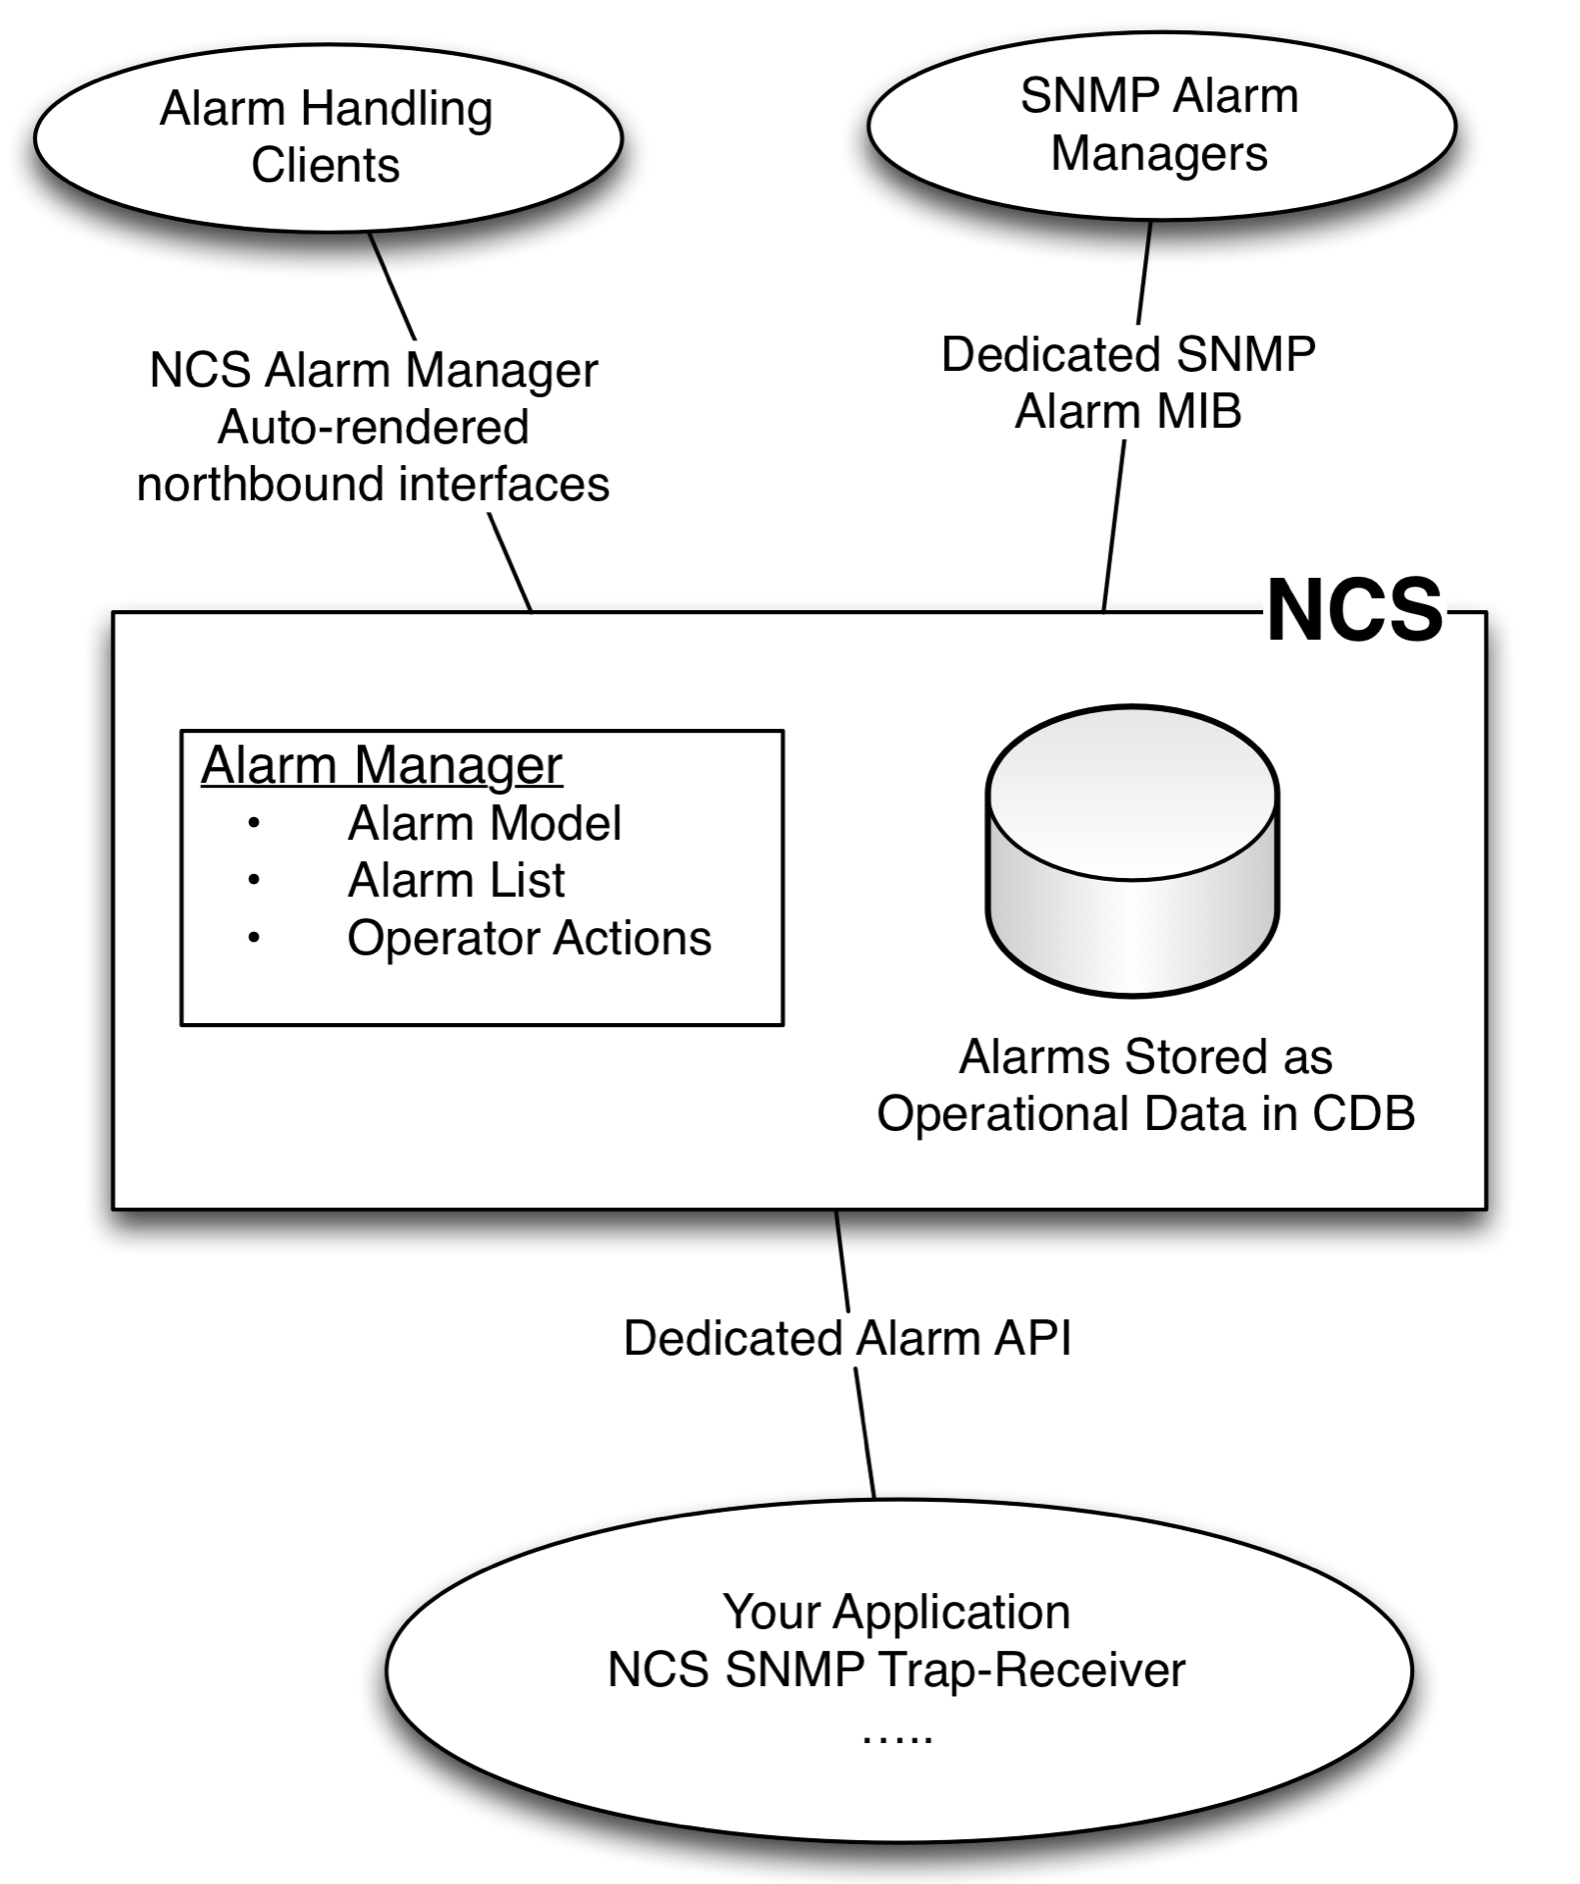 Alarm Handling
Clients
SNMP Alarm
Managers
NCS Alarm Manager
Auto-rendered
northbound interfaces
Dedicated SNMP
Alarm MIB
NCS
Alarm Manager
• Alarm Model
• Alarm List
• Operator Actions
Alarms Stored as
Operational Data in CDB
Dedicated Alarm API
Your Application
NCS SNMP Trap-Receiver
.....